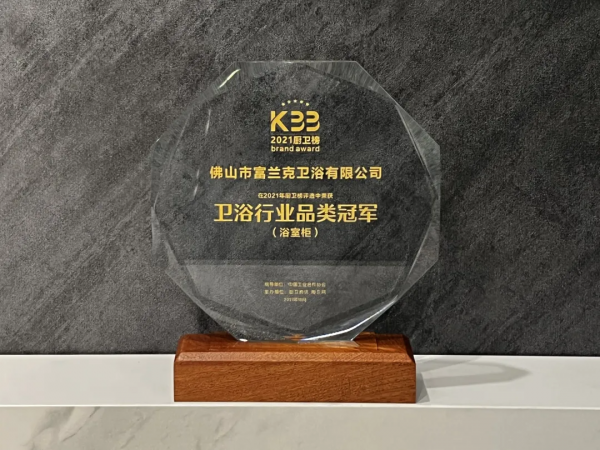 K33
2021厨卫榜
brand award
佛山市富兰克卫浴有限公司
在2021年厨卫榜评选中荣获
卫浴行业品类冠军
（浴室柜）